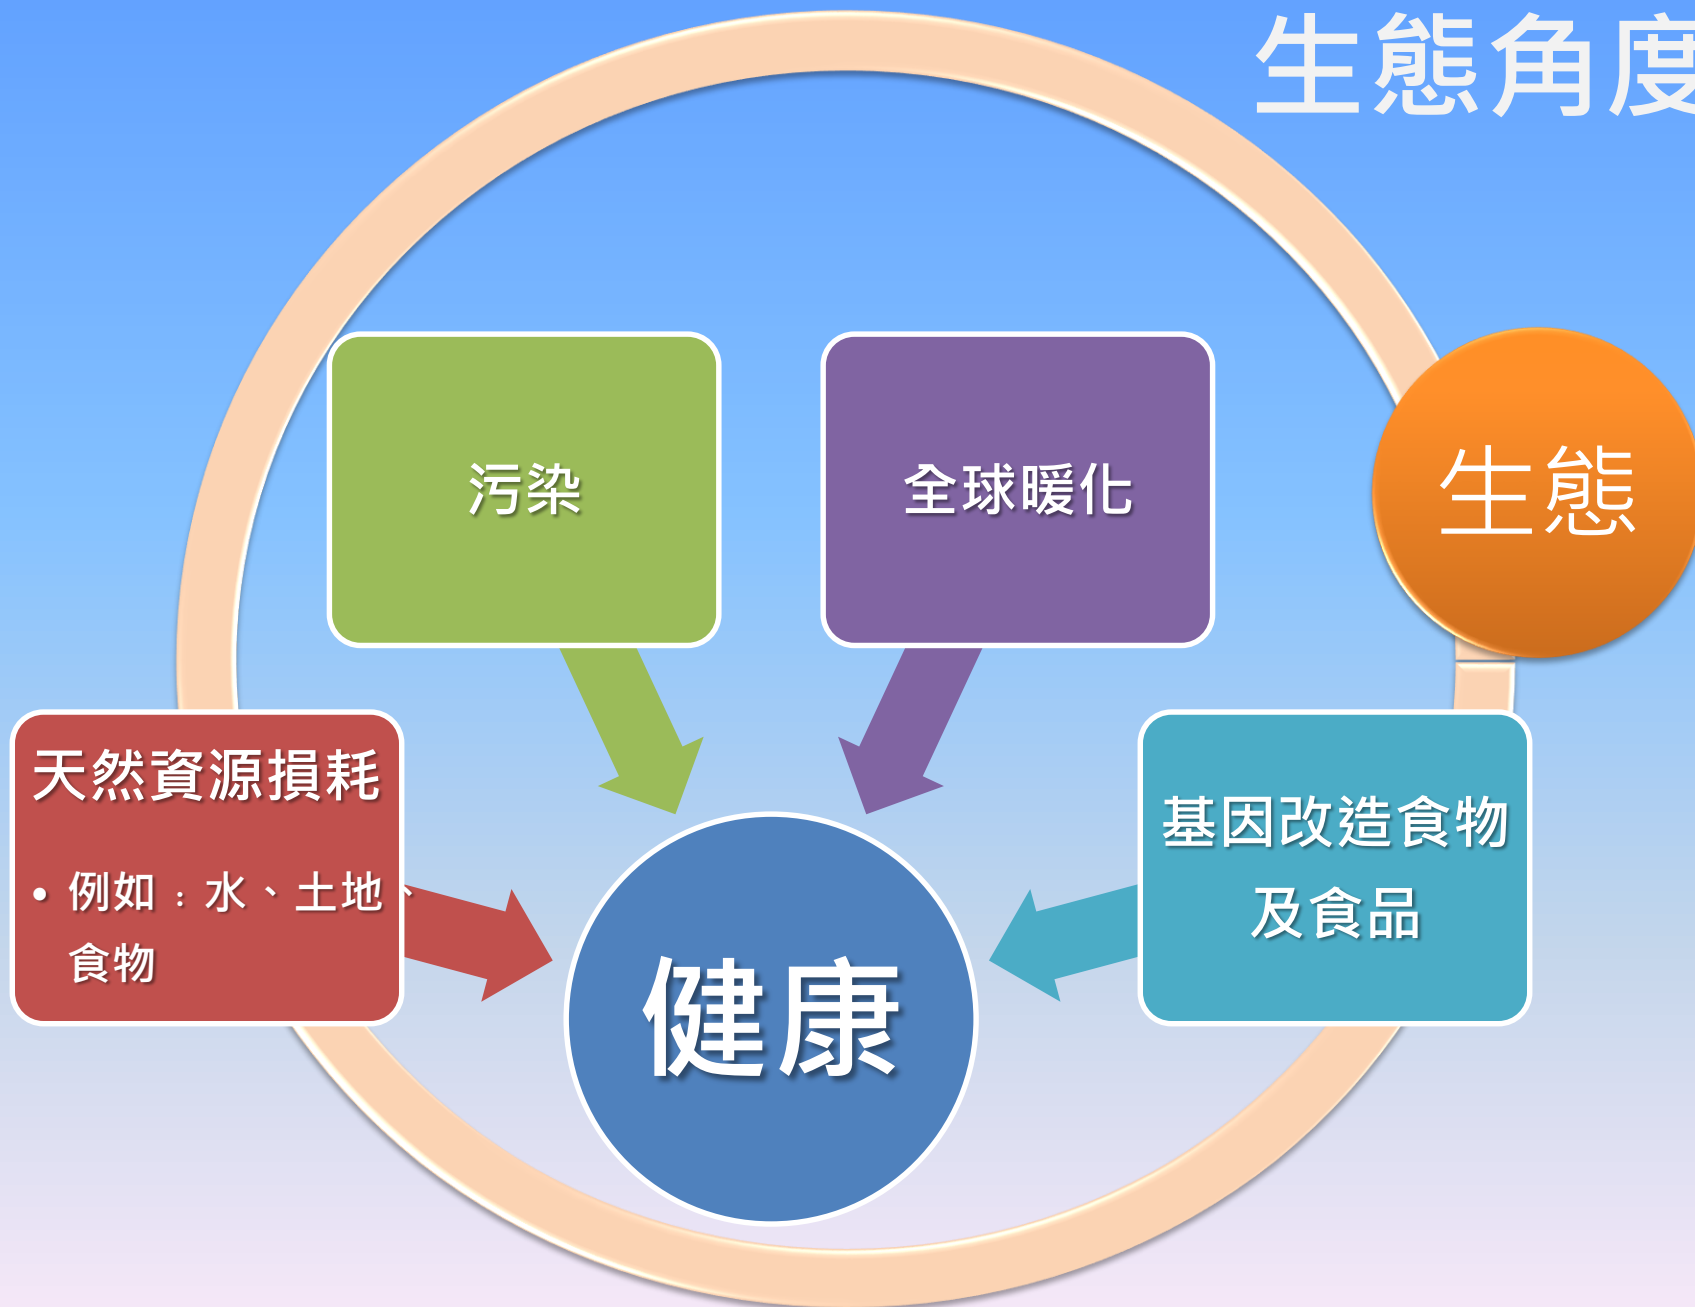 生態角度
污染
全球暖化
生態
天然資源損耗
• 例如﹕水、土地、
食物
基因改造食物
及食品
健康